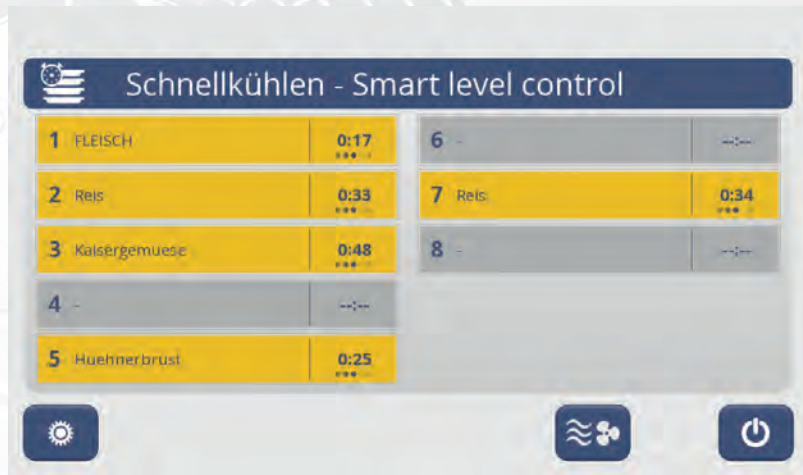 Schnellkühlen - Smart level control
1 FLEISCH 0:17
2 Reis 0:33
3 Kaisergemuese 0:48
4 - --:--
5 Huehnerbrust 0:25
6 - --:--
7 Reis 0:34
8 - --:--